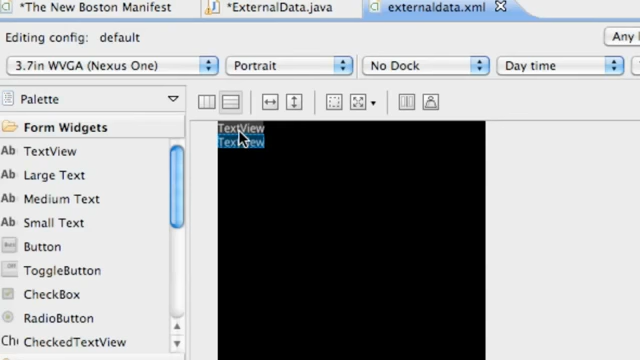 *The New Boston Manifest
*ExternalData.java
externaldata.xml
Editing config: default
Any
3.7in WVGA (Nexus One)
Portrait
No Dock
Day time
Palette
Form Widgets
Ab TextView
Ab Large Text
Ab Medium Text
Ab Small Text
Button
ToggleButton
CheckBox
RadioButton
CheckedTextView
TextView
TextView